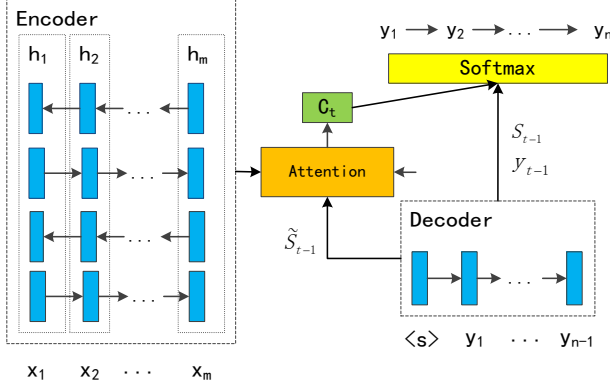 Encoder
h1 h2 hm
. . .
. . .
. . .
. . .
x1 x2 . . . xm
y1 y2 . . . yn
Softmax
Ct
Attention
St-1
yt-1
S̃t-1
Decoder
. . .
<s> y1 . . . yn-1